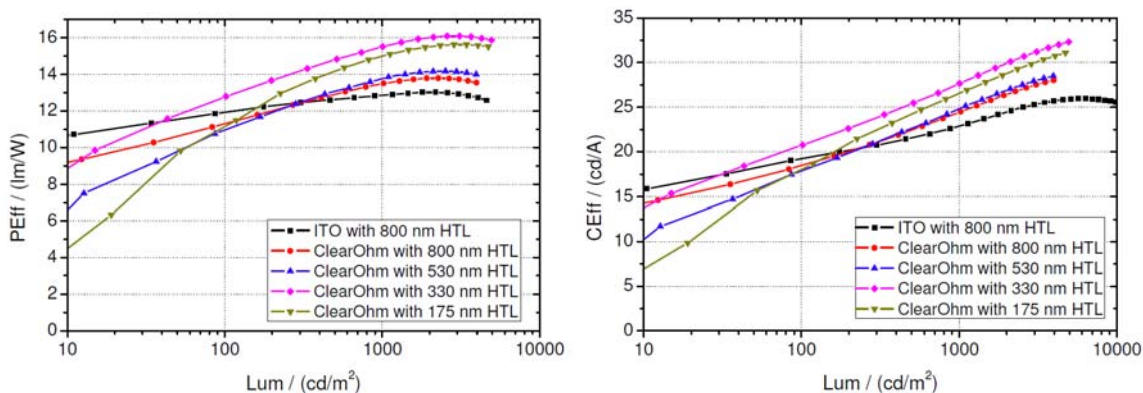 PEff / (lm/W)
16
14
12
10
8
6
4
2
0
ITO with 800 nm HTL
ClearOhm with 800 nm HTL
ClearOhm with 530 nm HTL
ClearOhm with 330 nm HTL
ClearOhm with 175 nm HTL
10 100 1000 10000
Lum / (cd/m²)
CEff / (cd/A)
35
30
25
20
15
10
5
0
ITO with 800 nm HTL
ClearOhm with 800 nm HTL
ClearOhm with 530 nm HTL
ClearOhm with 330 nm HTL
ClearOhm with 175 nm HTL
10 100 1000 10000
Lum / (cd/m²)